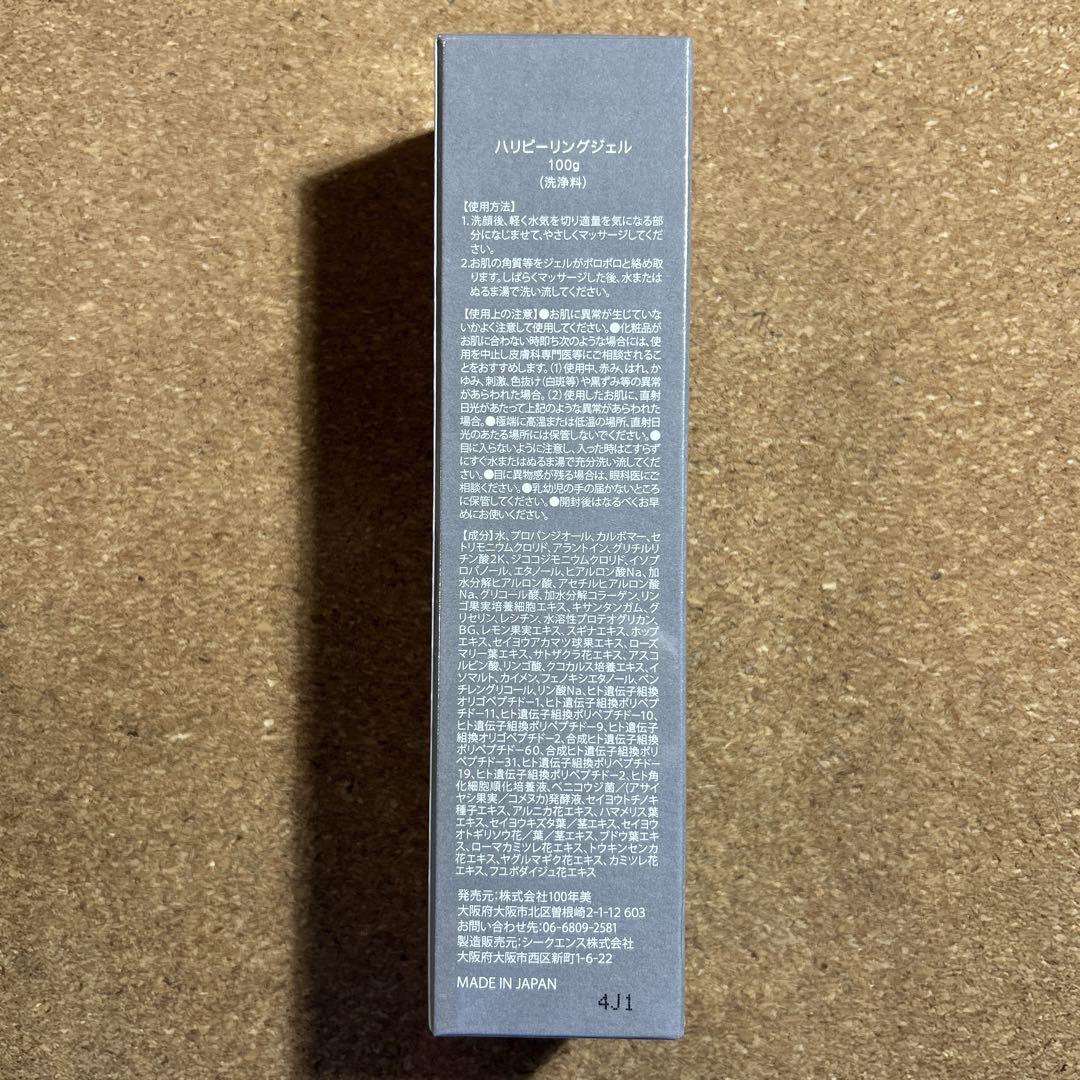 ハリピーリングジェル
100g
(洗浄料)
【使用方法】
1.洗顔後、軽く水気を切り適量を気になる部
分になじませて、やさしくマッサージしてくだ
さい。
2.お肌の角質等をジェルがポロポロと絡め取
ります。しばらくマッサージした後、水または
ぬるま湯で洗い流してください。
【使用上の注意】●お肌に異常が生じていな
いかよく注意して使用してください。●化粧品が
お肌に合わない時即ち次のような場合には、使
用を中止し皮膚科専門医等にご相談されるこ
とをおすすめします。(1)使用中、赤み、はれ、か
ゆみ、刺激、色抜け(白斑等)や黒ずみ等の異常
があらわれた場合。(2)使用したお肌に、直射
日光があたって上記のような異常があらわれた
場合。●極端に高温または低温の場所、直射日
光のあたる場所には保管しないでください。●
目に入らないように注意し、入った時はこすらず
にすぐ水またはぬるま湯で充分洗い流してくだ
さい。●目に異物感が残る場合は、眼科医にご
相談ください。●乳幼児の手の届かないところ
に保管してください。●開封後はなるべくお早
めにお使いください。
【成分】水、プロパンジオール、カルボマー、セ
トリモニウムクロリド、アラントイン、グリチルリ
チン酸2K、ジココジモニウムクロリド、イソプ
ロパノール、エタノール、ヒアルロン酸Na、加
水分解ヒアルロン酸、アセチルヒアルロン酸
Na、グリコール酸、加水分解コラーゲン、リン
ゴ果実培養細胞エキス、キサンタンガム、グ
リセリン、レシチン、水溶性プロテオグリカン、
BG、レモン果実エキス、スギナエキス、ホップ
エキス、セイヨウアカマツ球果エキス、ローズ
マリー葉エキス、サトザクラ花エキス、アスコ
ルビン酸、リンゴ酸、クコカルス培養エキス、イ
ソマルト、カイメン、フェノキシエタノール、ペン
チレングリコール、リン酸Na、ヒト遺伝子組換
オリゴペプチド-1、ヒト遺伝子組換ポリペプ
チド-11、ヒト遺伝子組換ポリペプチド-10、
ヒト遺伝子組換ポリペプチド-9、ヒト遺伝子
組換オリゴペプチド-2、合成ヒト遺伝子組換
ポリペプチド-60、合成ヒト遺伝子組換ポリ
ペプチド-31、ヒト遺伝子組換ポリペプチド-
19、ヒト遺伝子組換ポリペプチド-2、ヒト角
化細胞順化培養液、ベニコウジ菌/(アサイ
ヤシ果実/コメヌカ)発酵液、セイヨウトチノキ
種子エキス、アルニカ花エキス、ハマメリス葉
エキス、セイヨウキズタ葉/茎エキス、セイヨウ
オトギリソウ花/葉/茎エキス、ブドウ葉エキ
ス、ローマカミツレ花エキス、トウキンセンカ
花エキス、ヤグルマギク花エキス、カミツレ花
エキス、フユボダイジュ花エキス
発売元:株式会社100年美
大阪府大阪市北区曽根崎2-1-12 603
お問い合わせ先:06-6809-2581
製造販売元:シークエンス株式会社
大阪府大阪市西区新町1-6-22
MADE IN JAPAN
4J1